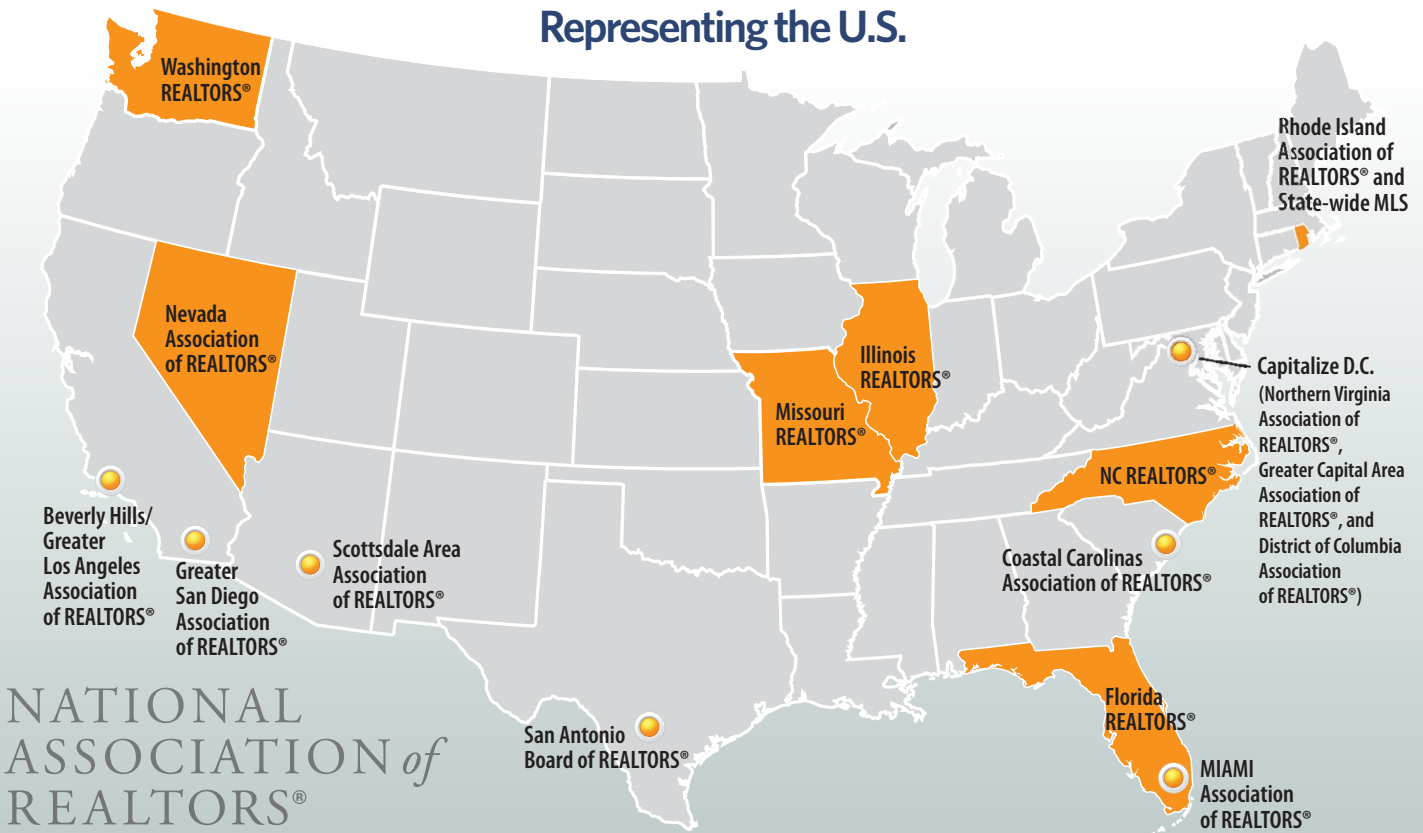 Representing the U.S.
Washington
REALTORS®
Rhode Island
Association of
REALTORS® and
State-wide MLS
Nevada
Association
of REALTORS®
Illinois
REALTORS®
Missouri
REALTORS®
Capitalize D.C.
(Northern Virginia
Association of
REALTORS®,
Greater Capital Area
Association of
REALTORS®, and
District of Columbia
Association
of REALTORS®)
NC REALTORS®
Beverly Hills/
Greater
Los Angeles
Association
of REALTORS®
Greater
San Diego
Association
of REALTORS®
Scottsdale Area
Association
of REALTORS®
Coastal Carolinas
Association of REALTORS®
San Antonio
Board of REALTORS®
Florida
REALTORS®
MIAMI
Association
of REALTORS®
NATIONAL
ASSOCIATION of
REALTORS®